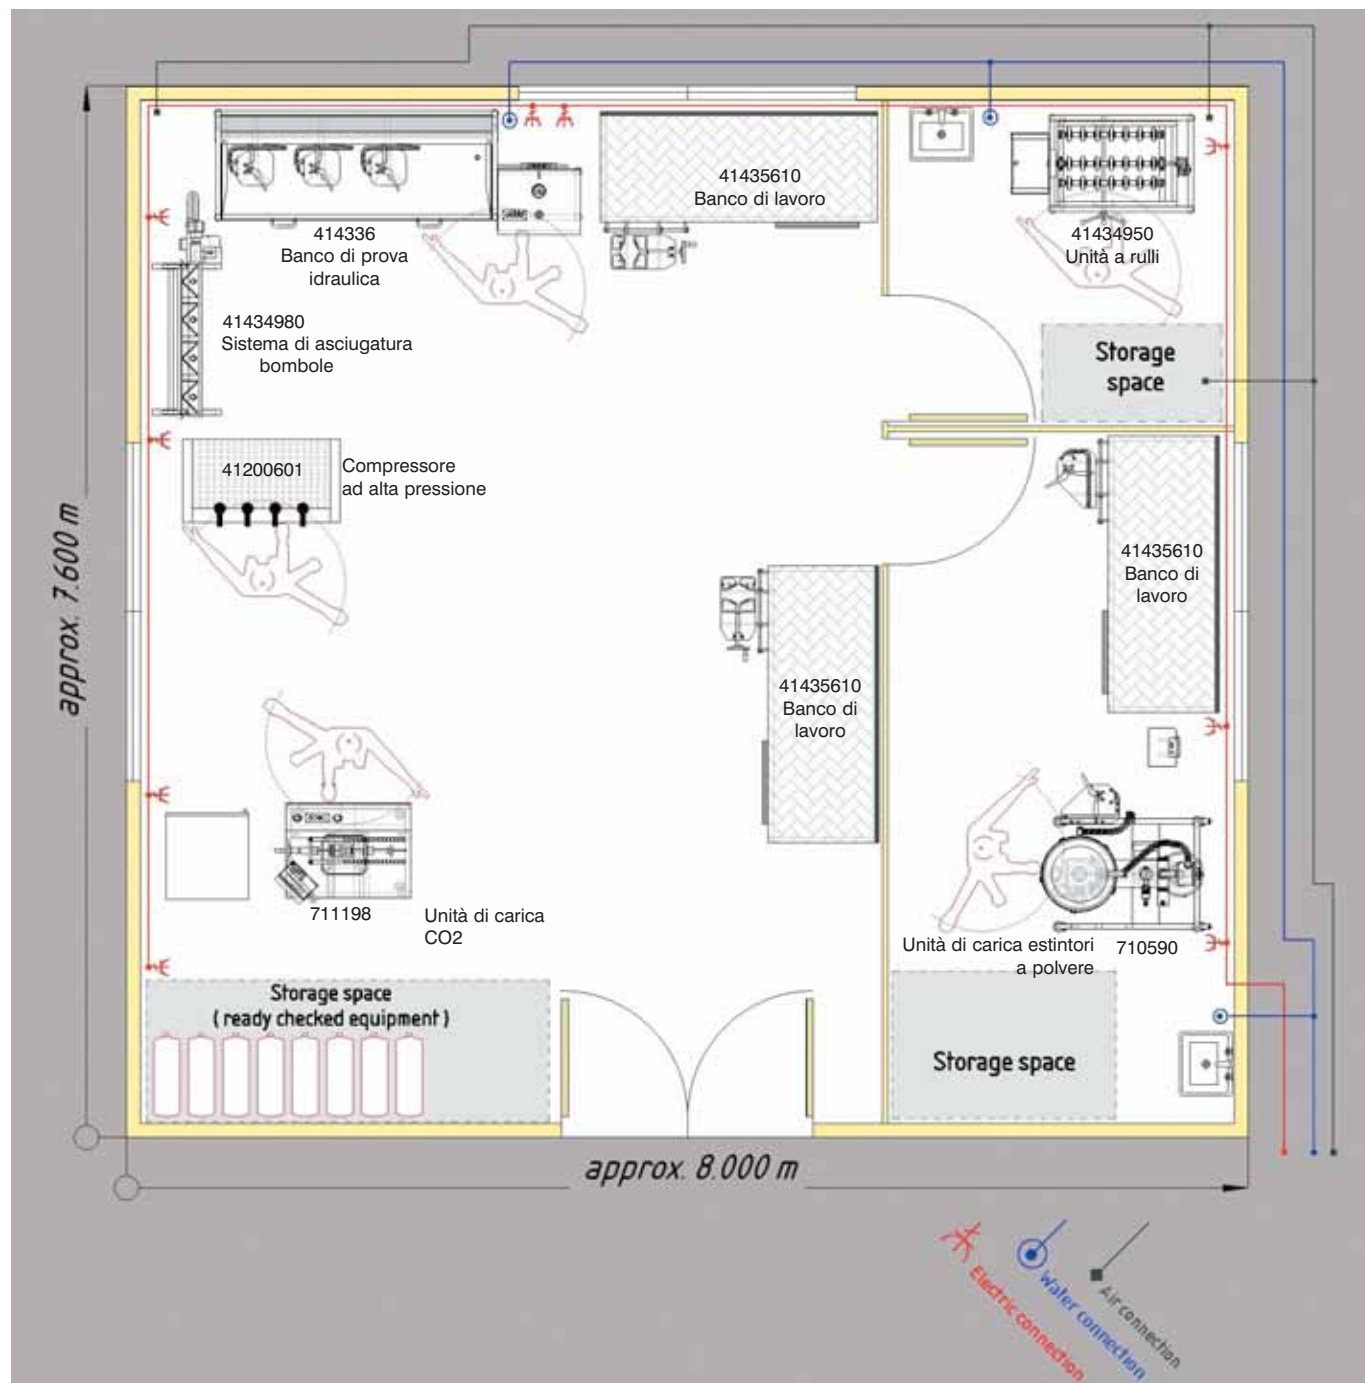 41435610
Banco di lavoro
414336
Banco di prova
idraulica
41434950
Unità a rulli
41434980
Sistema di asciugatura
bombole
Storage
space
41200601
Compressore
ad alta pressione
41435610
Banco di
lavoro
approx. 7.600 m
41435610
Banco di
lavoro
711198
Unità di carica
CO2
Unità di carica estintori
a polvere
710590
Storage space
( ready checked equipment )
Storage space
approx. 8.000 m
Electric connection
Water connection
Air connection